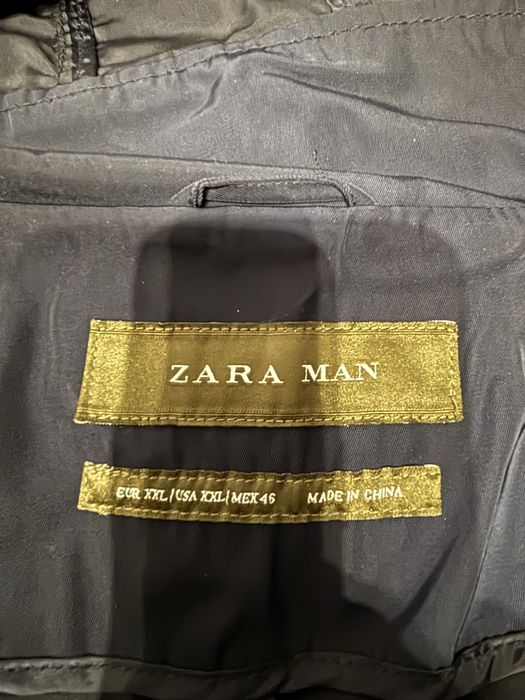 ZARA MAN
EUR XXL/USA XXL/MEX 46 MADE IN CHINA